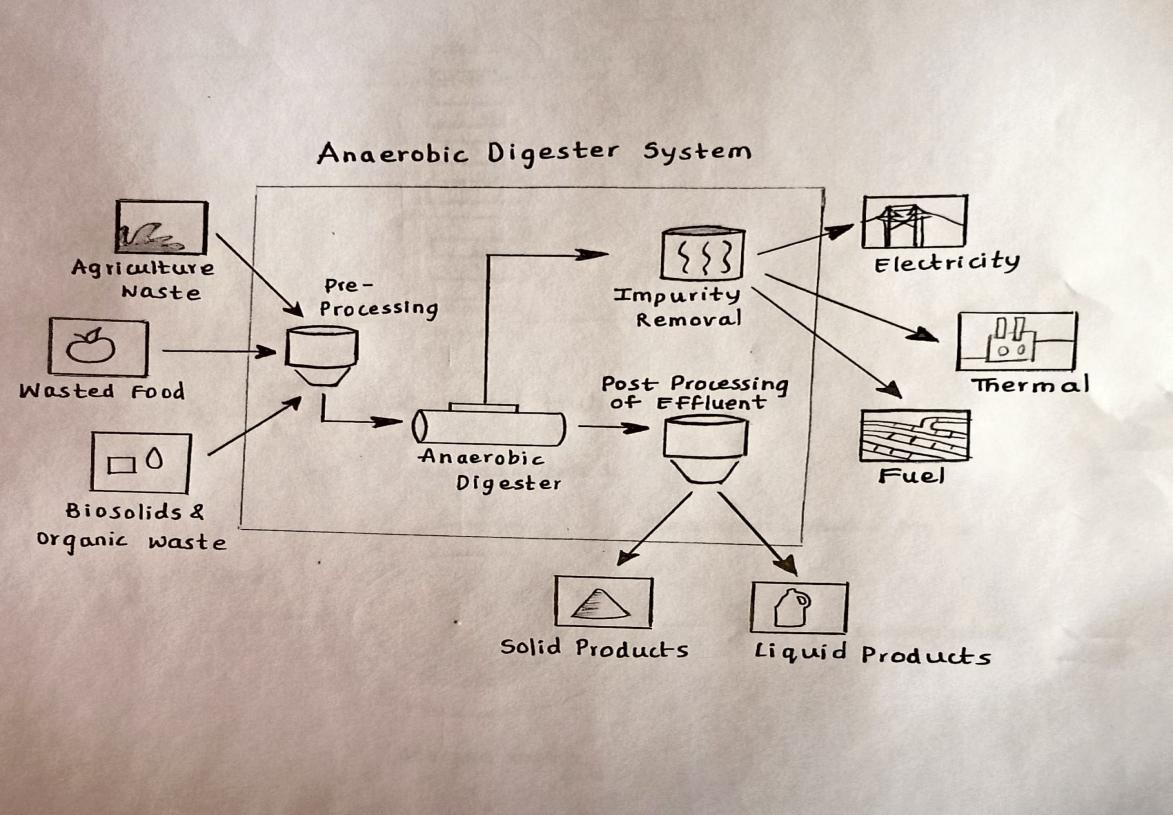 Anaerobic Digester System
Agriculture
Waste
Wasted Food
Biosolids &
organic waste
Pre-
Processing
Anaerobic
Digester
Impurity
Removal
Post Processing
of Effluent
Electricity
Thermal
Fuel
Solid Products
Liquid Products